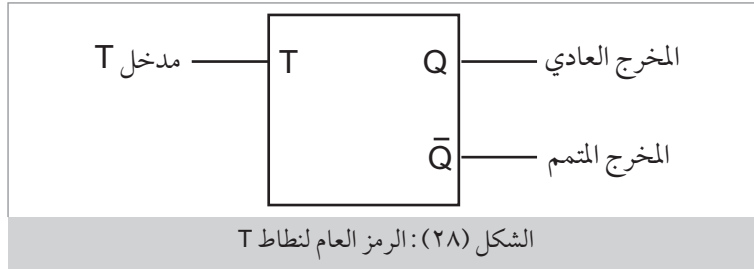 المخرج العادي Q T مدخل T
المخرج المتمم Q̅
الشكل (٢٨): الرمز العام لنطاط T